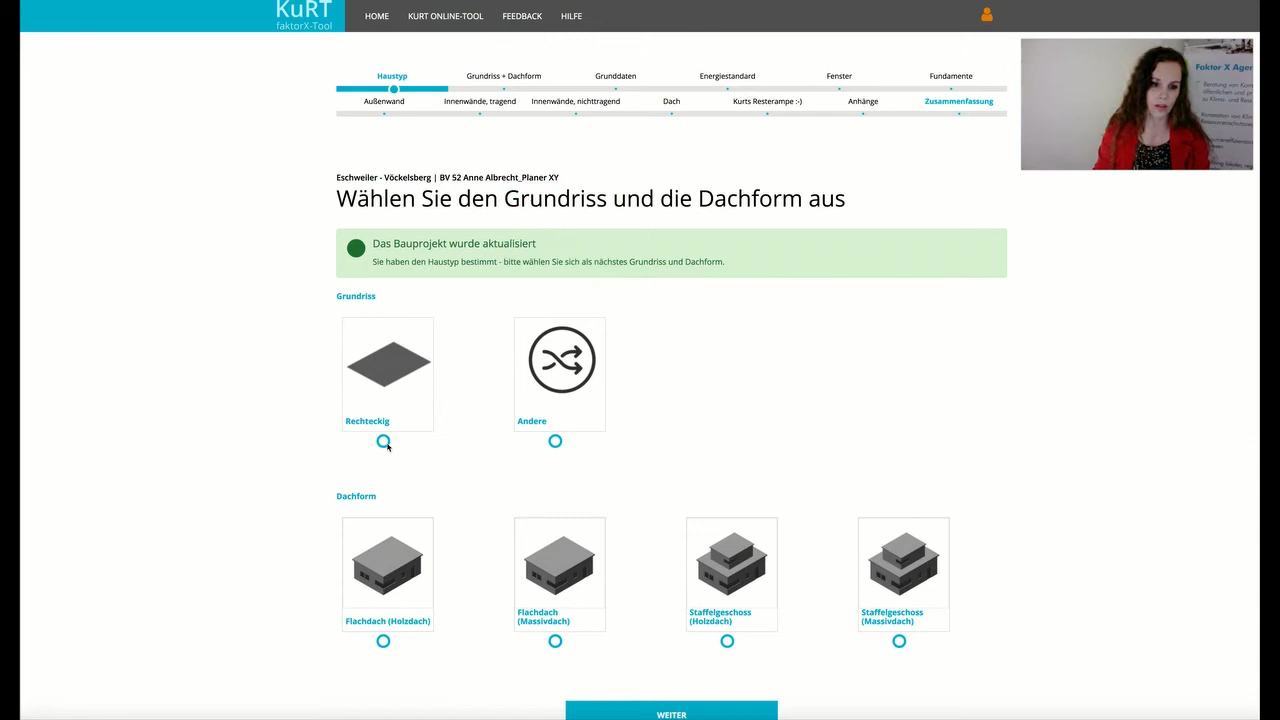 KuRT
faktorX-Tool
HOME
KURT ONLINE-TOOL
FEEDBACK
HILFE
Haustyp
Grundriss + Dachform
Grunddaten
Energiestandard
Fenster
Fundamente
Außenwand
Innenwände, tragend
Innenwände, nichttragend
Dach
Kurts Resterampe :-)
Anhänge
Zusammenfassung
Faktor X Agen
Eschweiler - Vöckelsberg | BV 52 Anne Albrecht_Planer XY
Wählen Sie den Grundriss und die Dachform aus
Das Bauprojekt wurde aktualisiert
Sie haben den Haustyp bestimmt - bitte wählen Sie sich als nächstes Grundriss und Dachform.
Grundriss
Rechteckig
Andere
Dachform
Flachdach (Holzdach)
Flachdach
(Massivdach)
Staffelgeschoss
(Holzdach)
Staffelgeschoss
(Massivdach)
WEITER